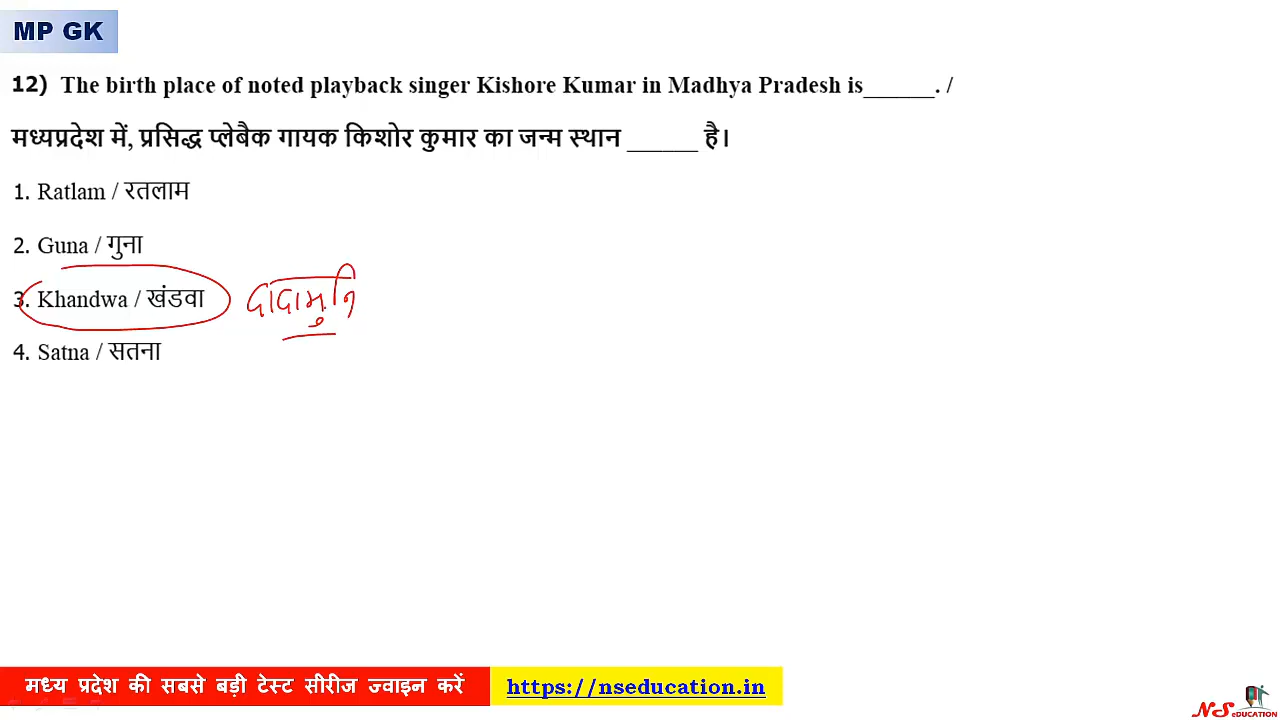 MP GK
12) The birth place of noted playback singer Kishore Kumar in Madhya Pradesh is______. /
मध्यप्रदेश में, प्रसिद्ध प्लेबैक गायक किशोर कुमार का जन्म स्थान ______ है।
1. Ratlam / रतलाम
2. Guna / गुना
3. Khandwa / खंडवा दादामुनि
4. Satna / सतना
मध्य प्रदेश की सबसे बड़ी टेस्ट सीरीज ज्वाइन करें https://nseducation.in
NS eDUCATION